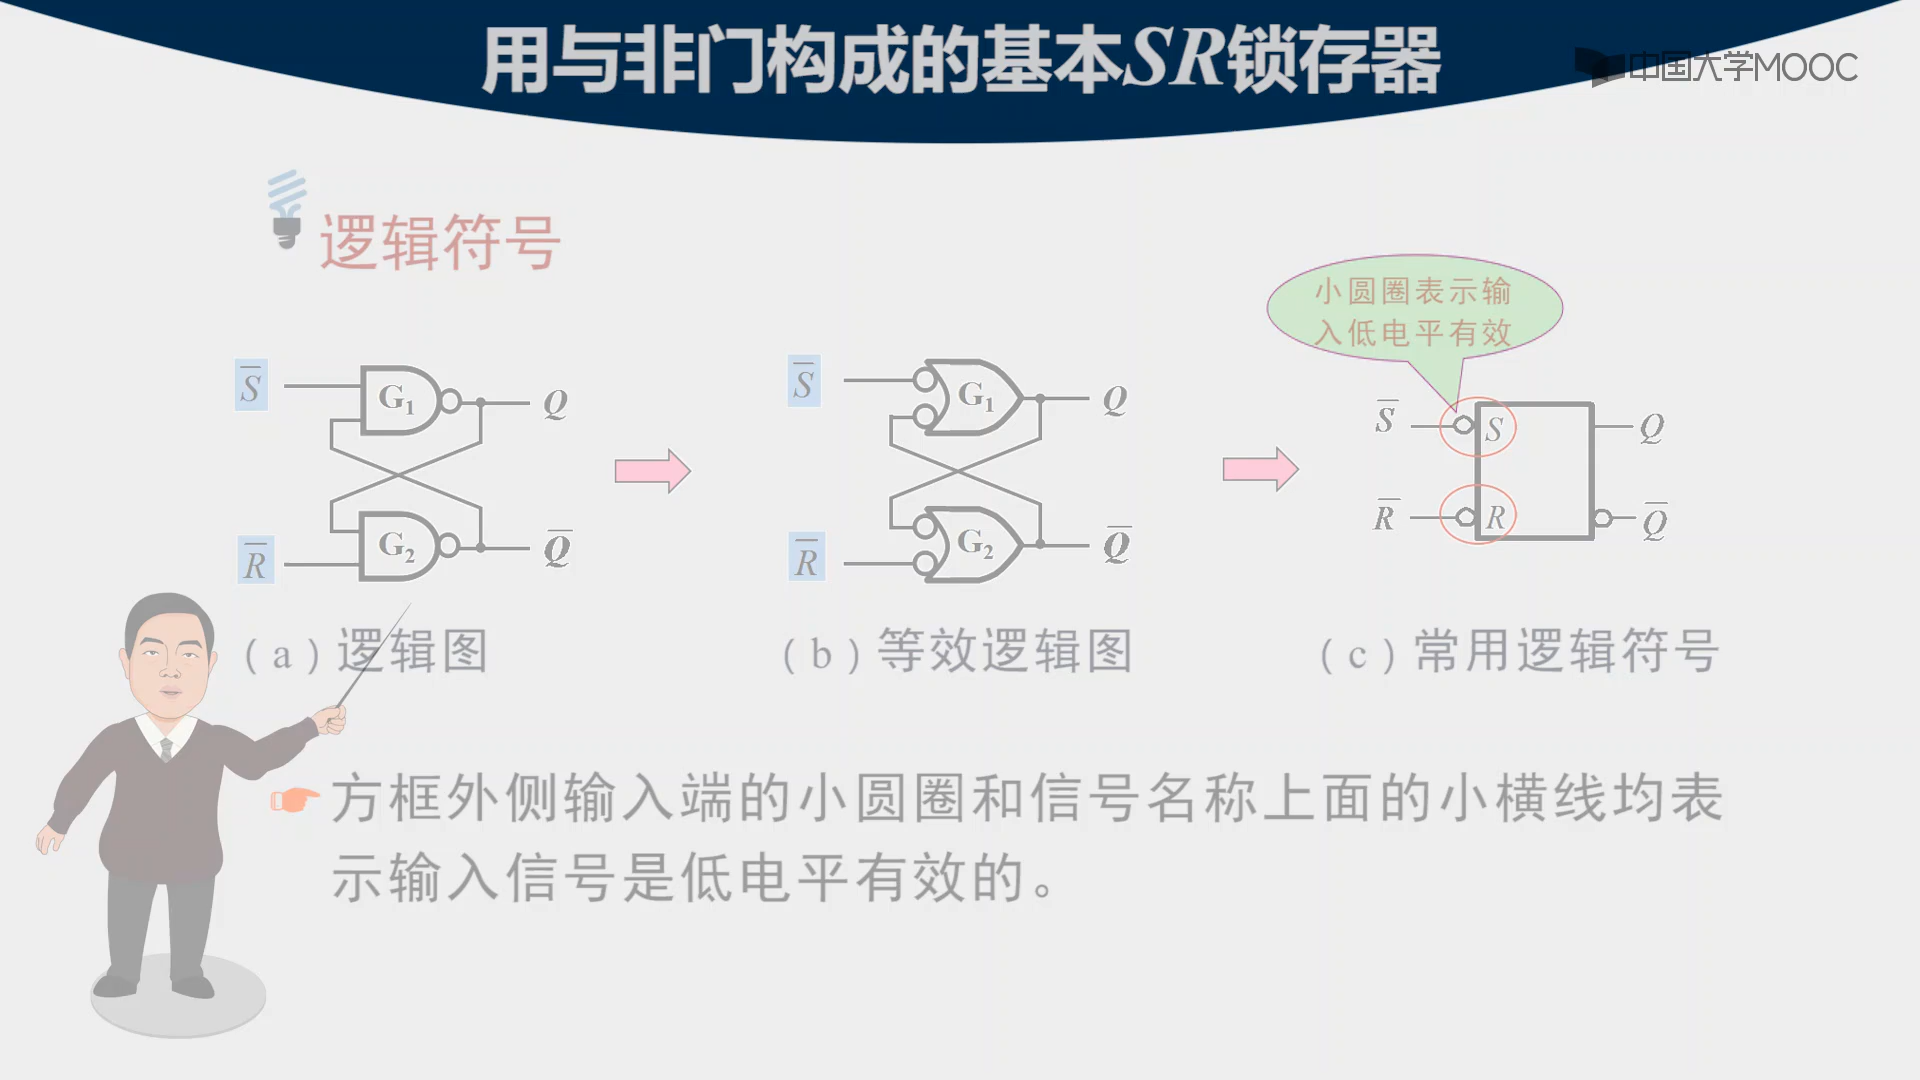 用与非门构成的基本SR锁存器
中国大学MOOC
逻辑符号
小圆圈表示输
入低电平有效
S̅ G₁ Q
R̅ G₂ Q̅
S̅ G₁ Q
R̅ G₂ Q̅
S̅ S Q
R̅ R Q̅
(a)逻辑图
(b)等效逻辑图
(c)常用逻辑符号
方框外侧输入端的小圆圈和信号名称上面的小横线均表
示输入信号是低电平有效的。